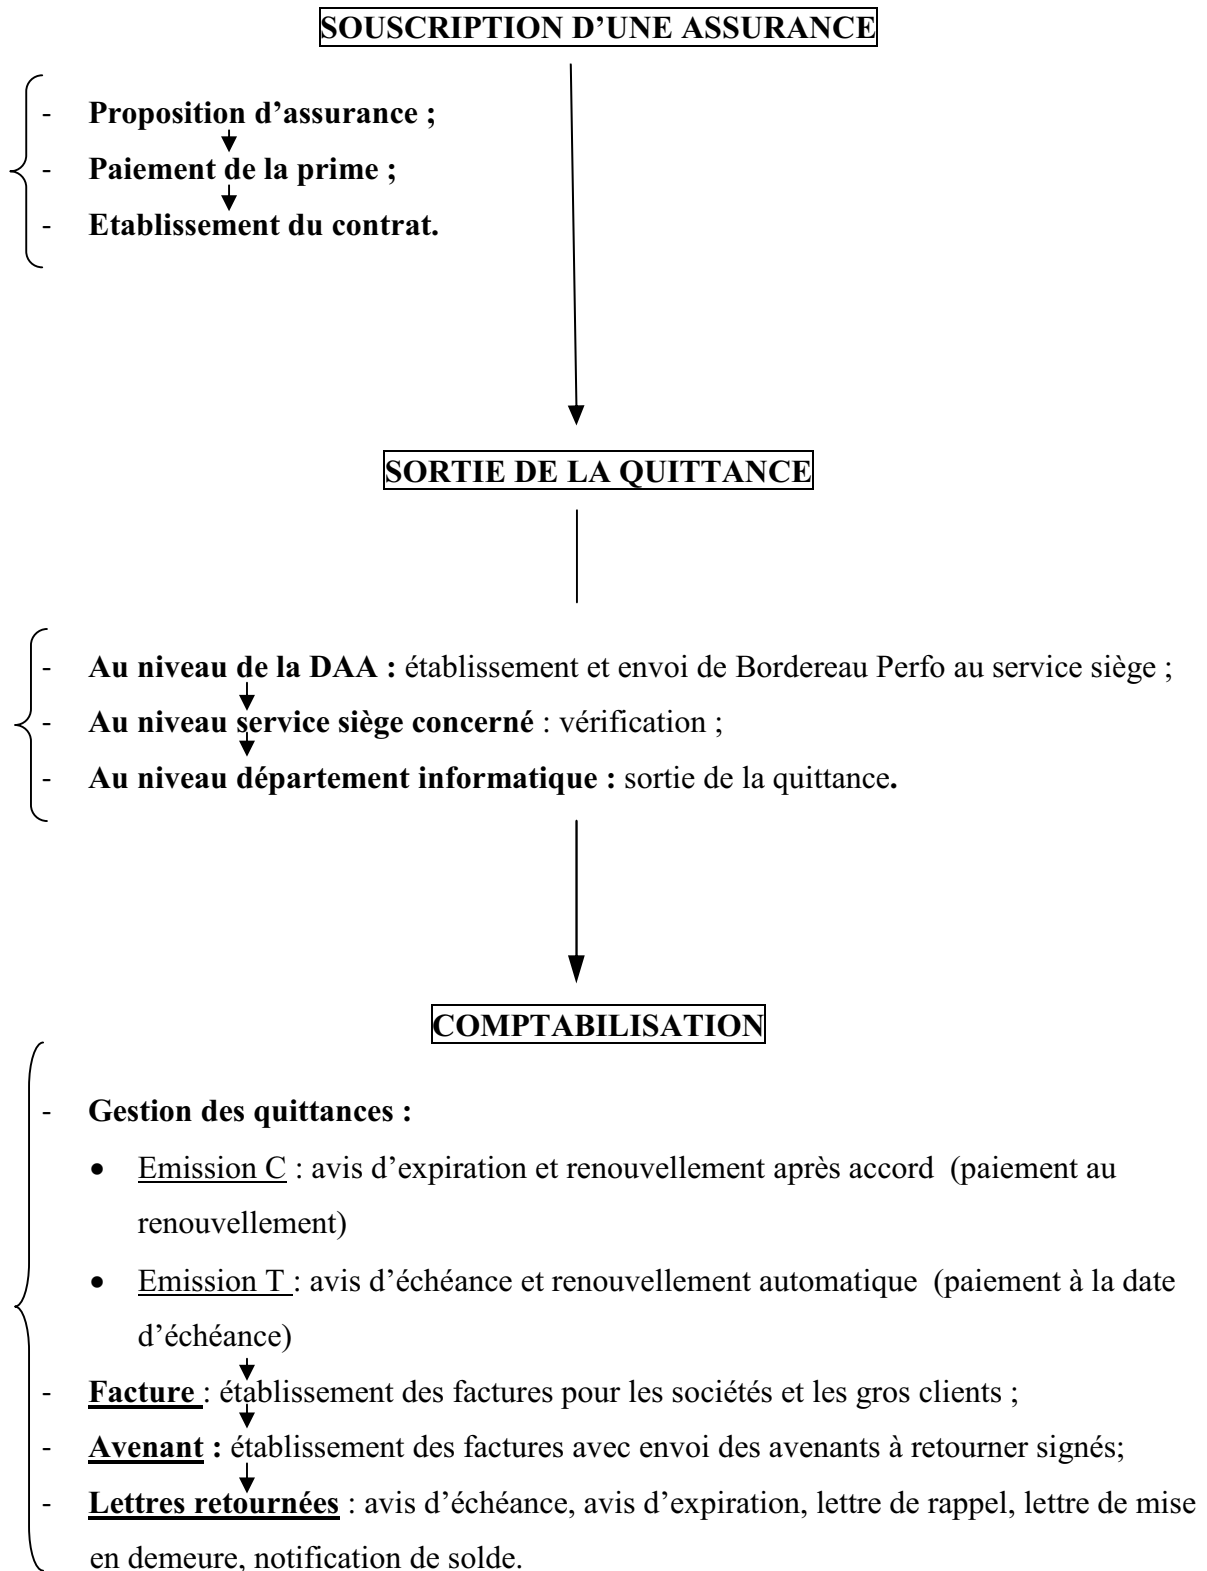 SOUSCRIPTION D’UNE ASSURANCE
- Proposition d’assurance ;
- Paiement de la prime ;
- Etablissement du contrat.
SORTIE DE LA QUITTANCE
- Au niveau de la DAA : établissement et envoi de Bordereau Perfo au service siège ;
- Au niveau service siège concerné : vérification ;
- Au niveau département informatique : sortie de la quittance.
COMPTABILISATION
- Gestion des quittances :
• Emission C : avis d’expiration et renouvellement après accord (paiement au
renouvellement)
• Emission T : avis d’échéance et renouvellement automatique (paiement à la date
d’échéance)
- Facture : établissement des factures pour les sociétés et les gros clients ;
- Avenant : établissement des factures avec envoi des avenants à retourner signés;
- Lettres retournées : avis d’échéance, avis d’expiration, lettre de rappel, lettre de mise
en demeure, notification de solde.